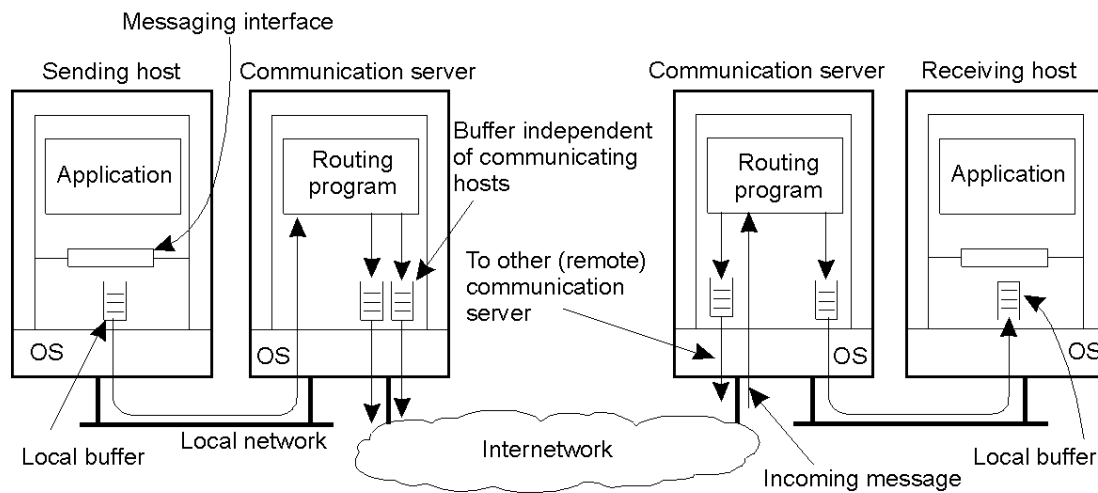 Messaging interface
Sending host
Communication server
Communication server
Receiving host
Application
Routing
program
Buffer independent
of communicating
hosts
Routing
program
Application
To other (remote)
communication
server
OS
OS
OS
OS
Local network
Local buffer
Internetwork
Incoming message
Local buffer